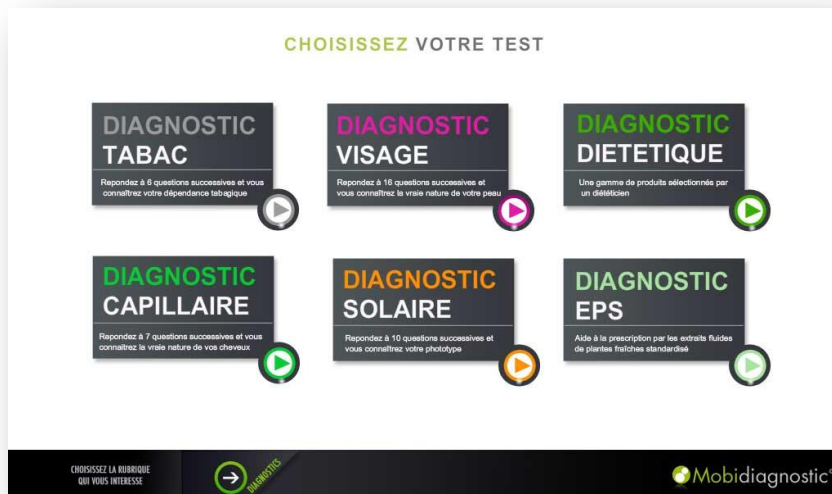 CHOISISSEZ VOTRE TEST
DIAGNOSTIC
TABAC
Repondez à 6 questions successives et vous
connaîtrez votre dépendance tabagique
DIAGNOSTIC
VISAGE
Repondez à 16 questions successives et
vous connaîtrez la vraie nature de votre peau
DIAGNOSTIC
DIETETIQUE
Une gamme de produits sélectionnés par
un diététicien
DIAGNOSTIC
CAPILLAIRE
Repondez à 7 questions successives et vous
connaitrez la vraie nature de vos cheveux
DIAGNOSTIC
SOLAIRE
Repondez à 10 questions successives et
vous connaîtrez votre phototype
DIAGNOSTIC
EPS
Aide à la prescription par les extraits fluides
de plantes fraîches standardisé
CHOISISSEZ LA RUBRIQUE
QUI VOUS INTERESSE
DIAGNOSTICS
Mobidiagnostic